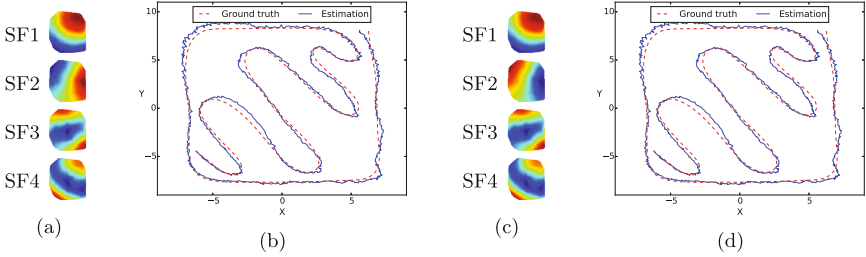 SF1
SF2
SF3
SF4
(a)
Ground truth Estimation
10
5
0
−5
Y
−5 0 5
X
(b)
SF1
SF2
SF3
SF4
(c)
Ground truth Estimation
10
5
0
−5
Y
−5 0 5
X
(d)